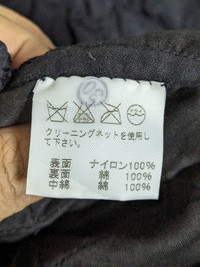 クリーニングネットを使用し
て下さい。
表面 ナイロン100%
裏面 綿 100%
中綿 綿 100%